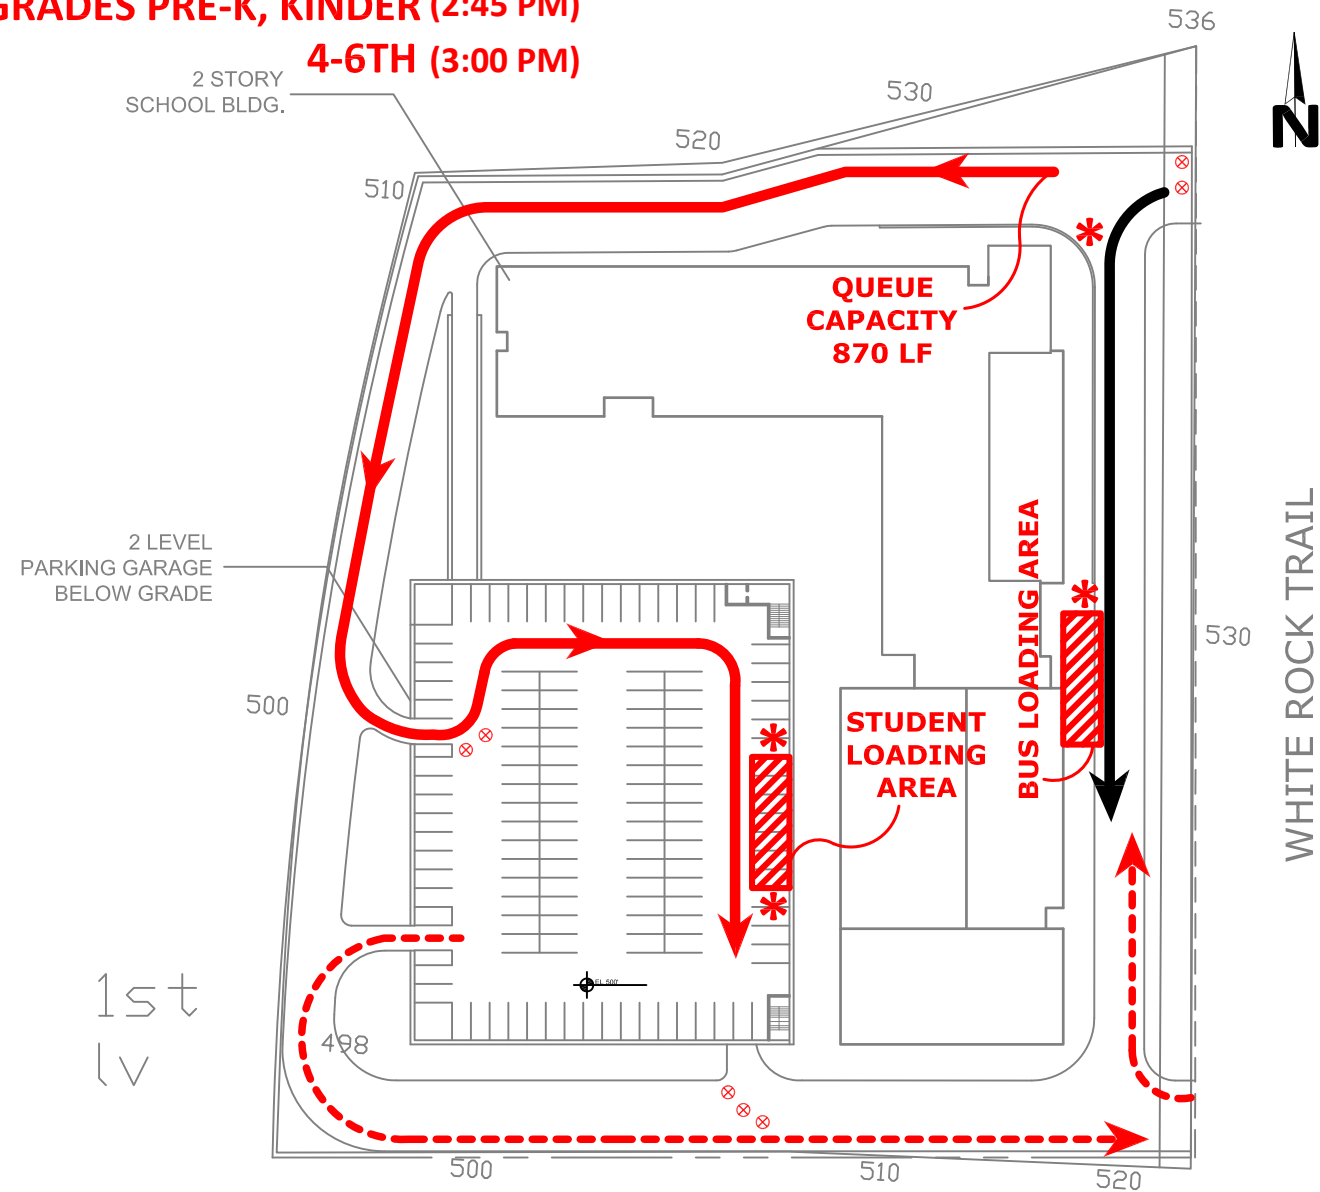 GRADES PRE-K, KINDER (2:45 PM)
4-6TH (3:00 PM)
2 STORY
SCHOOL BLDG.
536
530
520
510
N
QUEUE
CAPACITY
870 LF
2 LEVEL
PARKING GARAGE
BELOW GRADE
BUS LOADING AREA
WHITE ROCK TRAIL
530
500
STUDENT
LOADING
AREA
EL. 500'
1st
lv
498
500
510
520